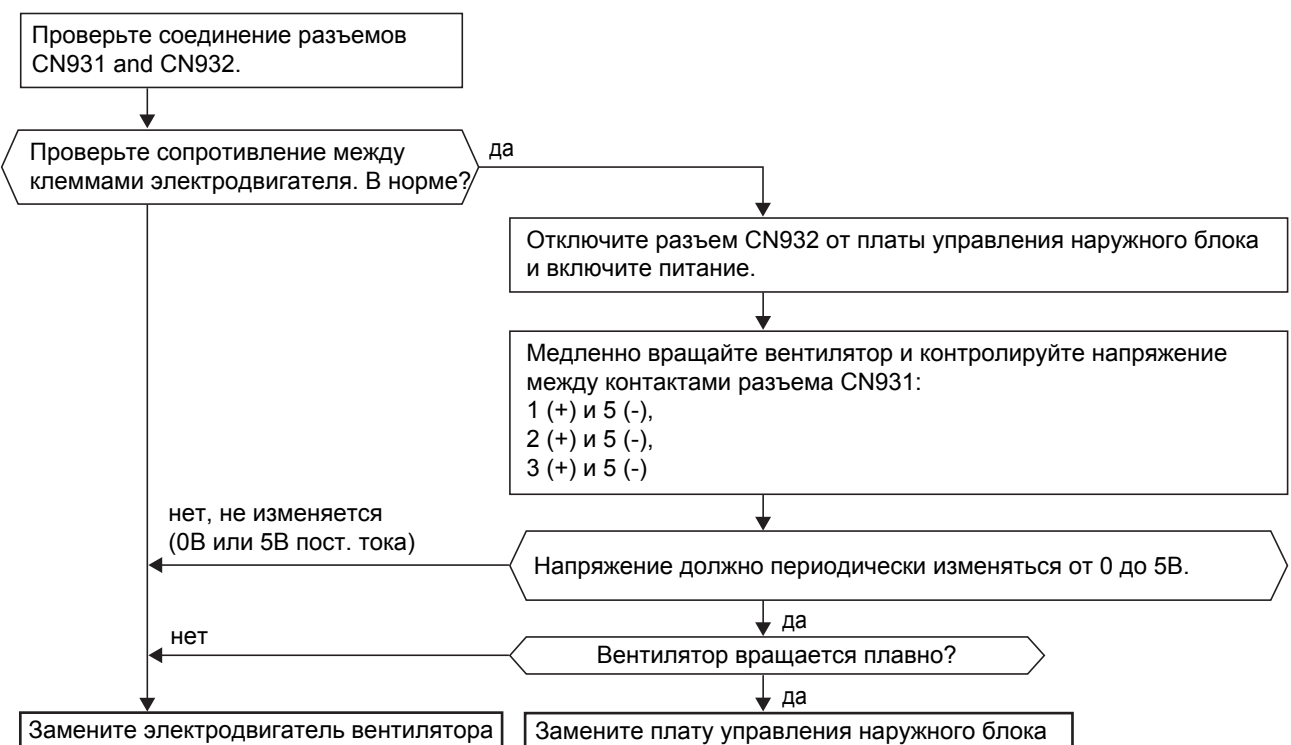 Проверьте соединение разъемов
CN931 and CN932.
Проверьте сопротивление между
клеммами электродвигателя. В норме?
да
Отключите разъем CN932 от платы управления наружного блока
и включите питание.
Медленно вращайте вентилятор и контролируйте напряжение
между контактами разъема CN931:
1 (+) и 5 (-),
2 (+) и 5 (-),
3 (+) и 5 (-)
нет, не изменяется
(0В или 5В пост. тока)
Напряжение должно периодически изменяться от 0 до 5В.
да
нет
Вентилятор вращается плавно?
да
Замените электродвигатель вентилятора
Замените плату управления наружного блока